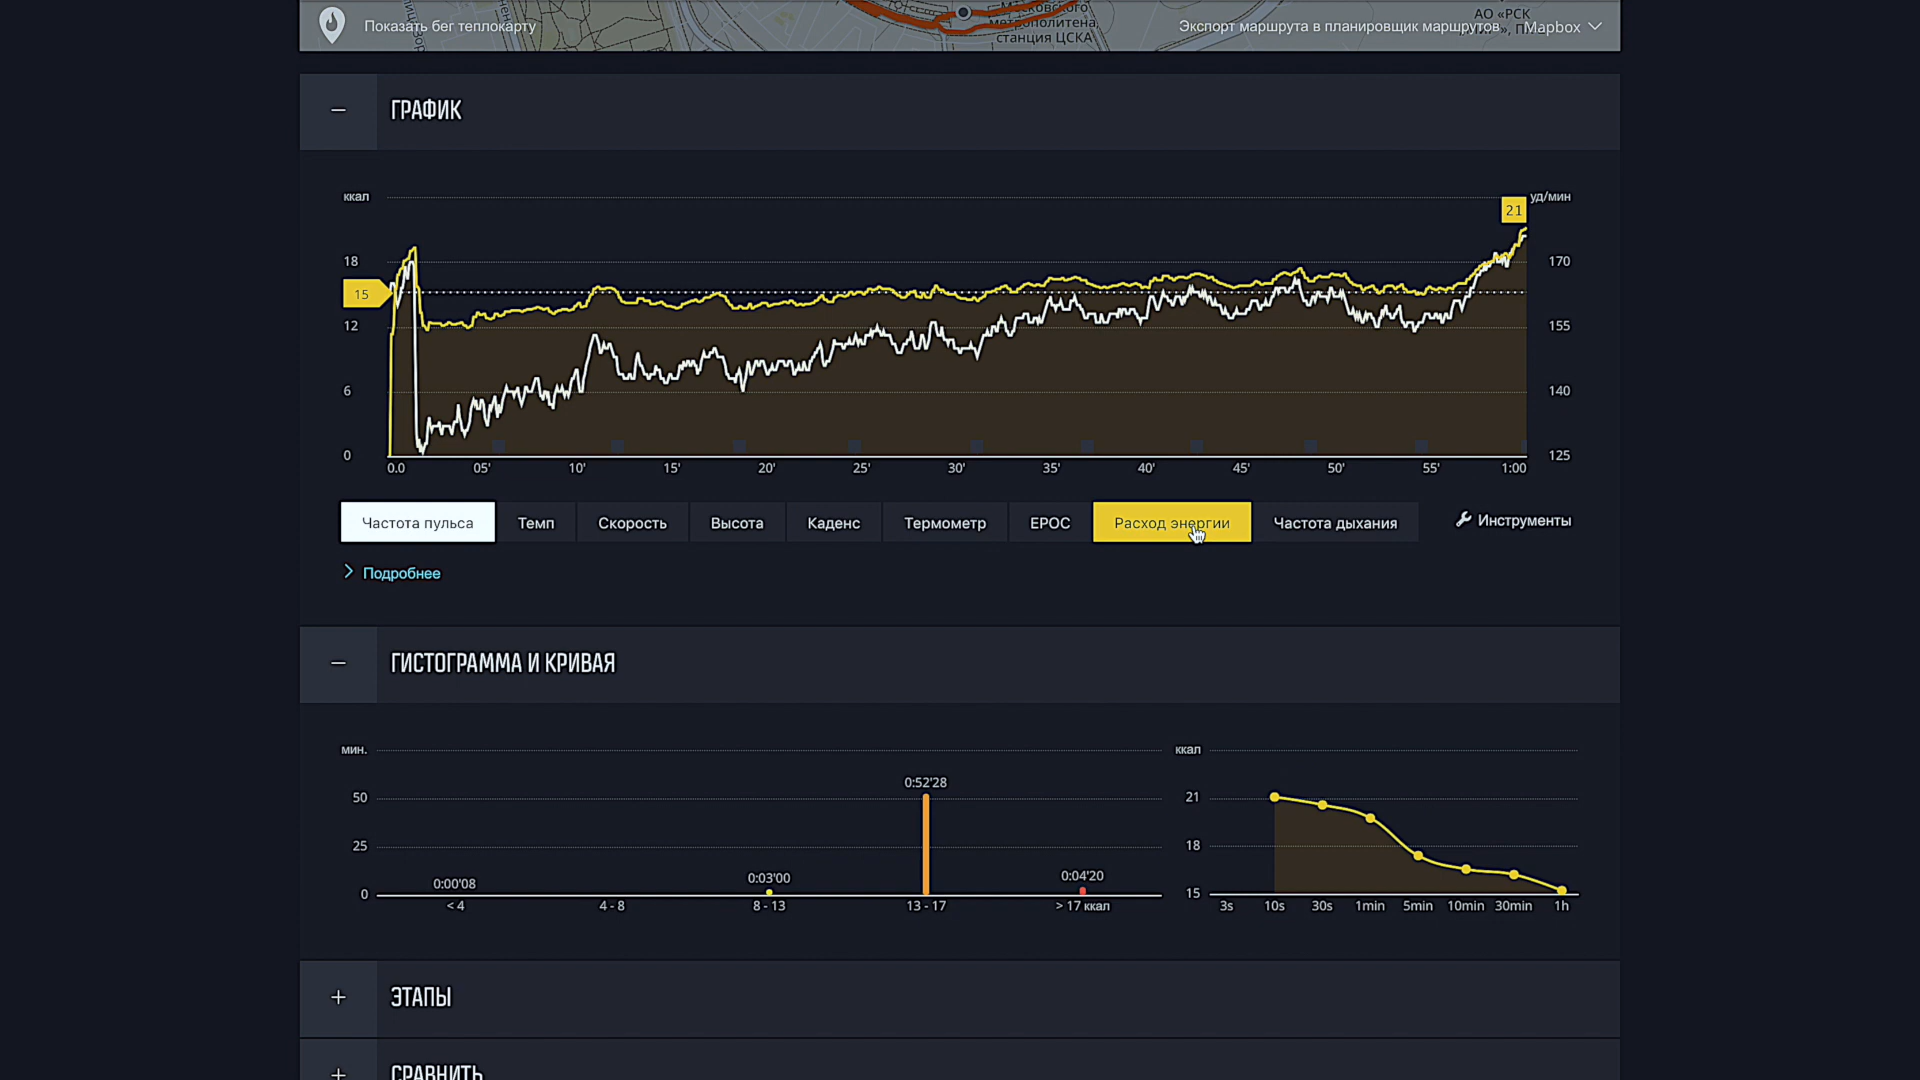 Показать бег теплокарту
Московского
метрополитена,
станция ЦСКА
Экспорт маршрута в планировщик маршрутов
АО «РСК
Mapbox
ГРАФИК
ккал
уд/мин
21
18
170
15
12
155
6
140
0
125
0.0 05' 10' 15' 20' 25' 30' 35' 40' 45' 50' 55' 1:00
Частота пульса Темп Скорость Высота Каденс Термометр EPOC Расход энергии Частота дыхания Инструменты
Подробнее
ГИСТОГРАММА И КРИВАЯ
мин.
50
25
0
0:00'08
0:03'00
0:52'28
0:04'20
< 4 4 - 8 8 - 13 13 - 17 > 17 ккал
ккал
21
18
15
3s 10s 30s 1min 5min 10min 30min 1h
ЭТАПЫ
СРАВНИТЬ